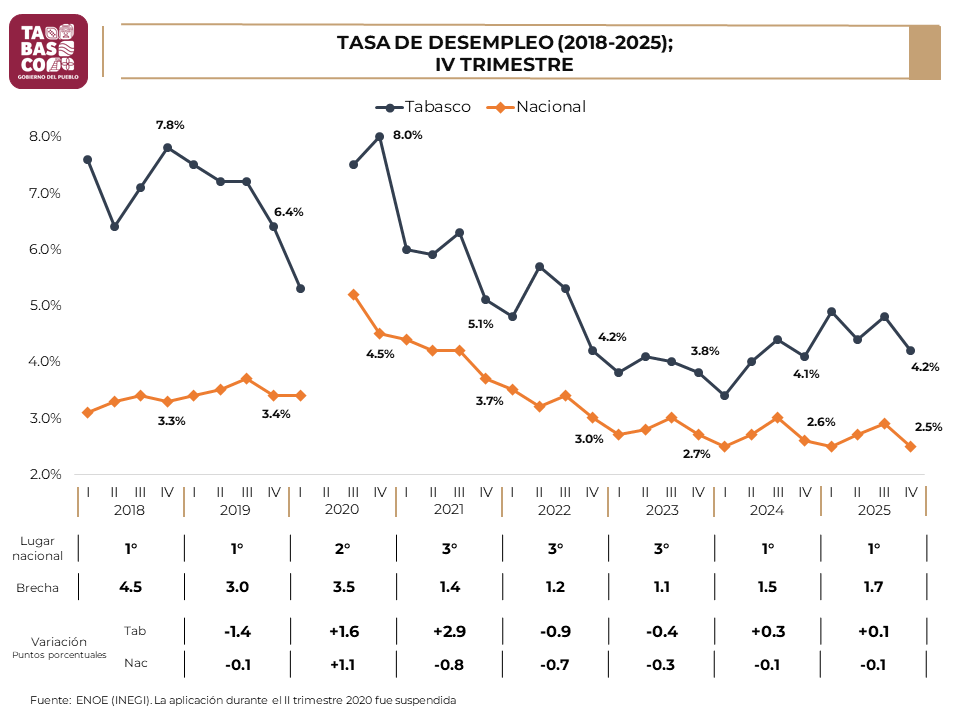 TA
BAS
CO
GOBIERNO DEL PUEBLO
TASA DE DESEMPLEO (2018-2025);
IV TRIMESTRE
Tabasco Nacional
8.0%
7.0%
6.0%
5.0%
4.0%
3.0%
2.0%
7.8% 8.0%
6.4%
5.1% 4.2% 3.8% 4.1% 4.2%
3.3% 3.4% 4.5% 3.7% 3.0% 2.7% 2.6% 2.5%
I II III IV I II III IV I II III IV I II III IV I II III IV I II III IV I II III IV I II III IV
2018 2019 2020 2021 2022 2023 2024 2025
Lugar
nacional 1° 1° 2° 3° 3° 3° 1° 1°
Brecha 4.5 3.0 3.5 1.4 1.2 1.1 1.5 1.7
Variación
Puntos porcentuales
Tab -1.4 +1.6 +2.9 -0.9 -0.4 +0.3 +0.1
Nac -0.1 +1.1 -0.8 -0.7 -0.3 -0.1 -0.1
Fuente: ENOE (INEGI). La aplicación durante el II trimestre 2020 fue suspendida